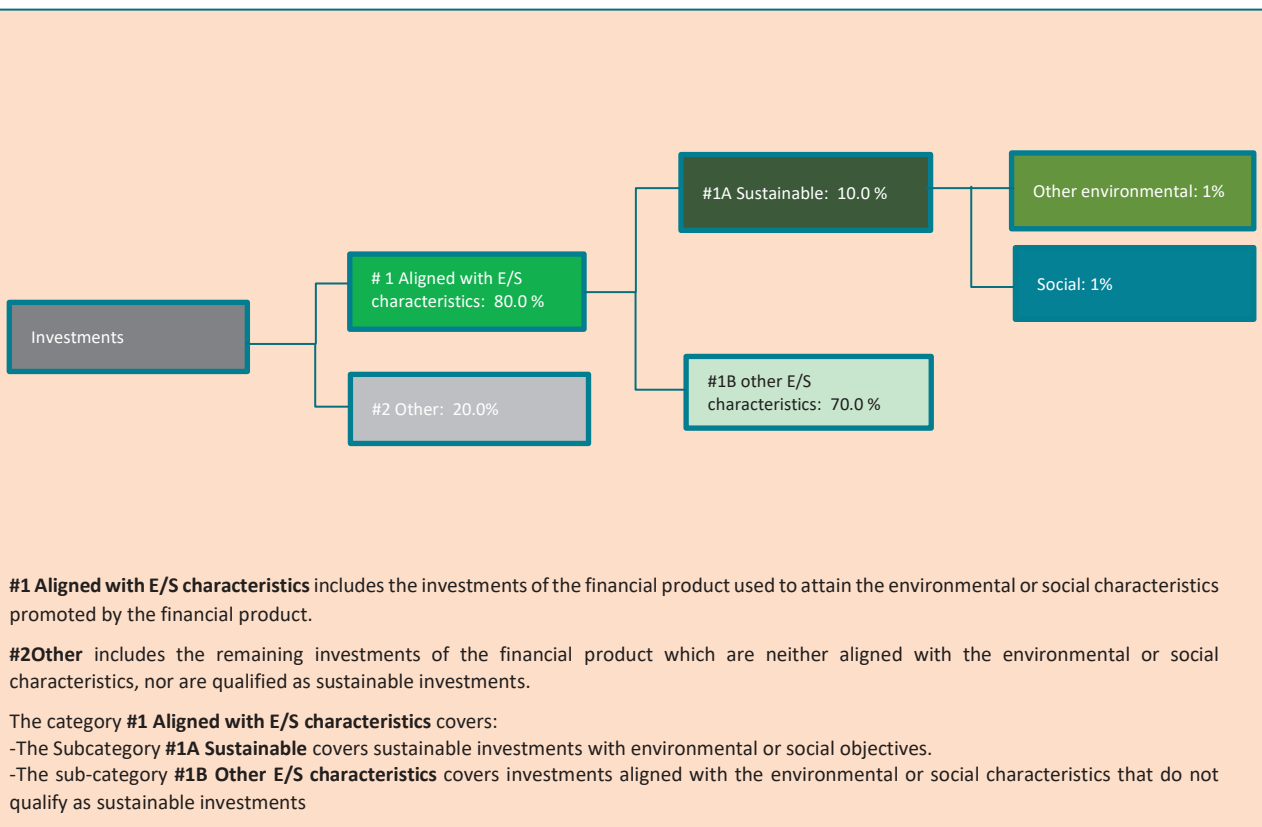 Investments
# 1 Aligned with E/S
characteristics:  80.0 %
#2 Other:  20.0%
#1A Sustainable:  10.0 %
#1B other E/S
characteristics:  70.0 %
Other environmental: 1%
Social: 1%
#1 Aligned with E/S characteristics includes the investments of the financial product used to attain the environmental or social characteristics
promoted by the financial product.
#2Other includes the remaining investments of the financial product which are neither aligned with the environmental or social
characteristics, nor are qualified as sustainable investments.
The category #1 Aligned with E/S characteristics covers:
-The Subcategory #1A Sustainable covers sustainable investments with environmental or social objectives.
-The sub-category #1B Other E/S characteristics covers investments aligned with the environmental or social characteristics that do not
qualify as sustainable investments